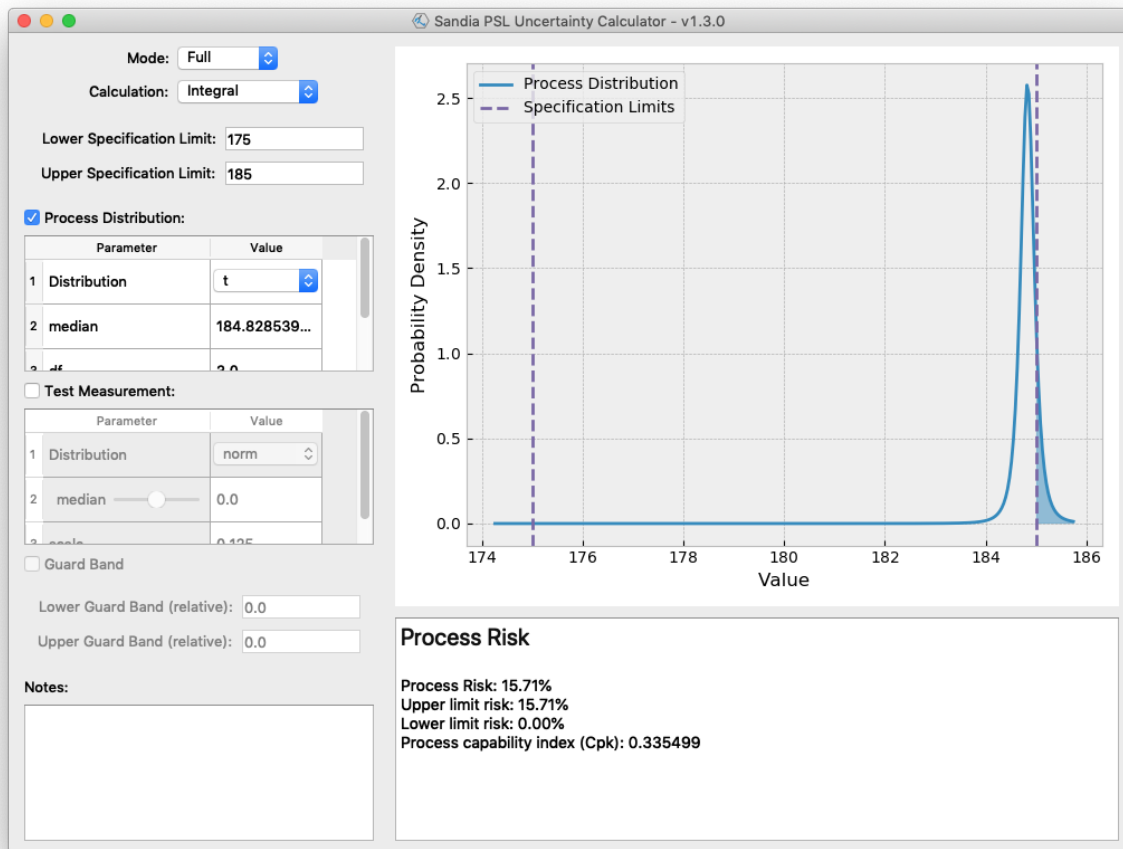 Sandia PSL Uncertainty Calculator - v1.3.0
Mode: Full
Calculation: Integral
Lower Specification Limit: 175
Upper Specification Limit: 185
Process Distribution:
Parameter Value
1 Distribution t
2 median 184.828539...
Test Measurement:
Parameter Value
1 Distribution norm
2 median 0.0
Guard Band
Lower Guard Band (relative): 0.0
Upper Guard Band (relative): 0.0
Notes:
Process Distribution
Specification Limits
2.5
2.0
1.5
1.0
0.5
0.0
Probability Density
174 176 178 180 182 184 186
Value
Process Risk
Process Risk: 15.71%
Upper limit risk: 15.71%
Lower limit risk: 0.00%
Process capability index (Cpk): 0.335499